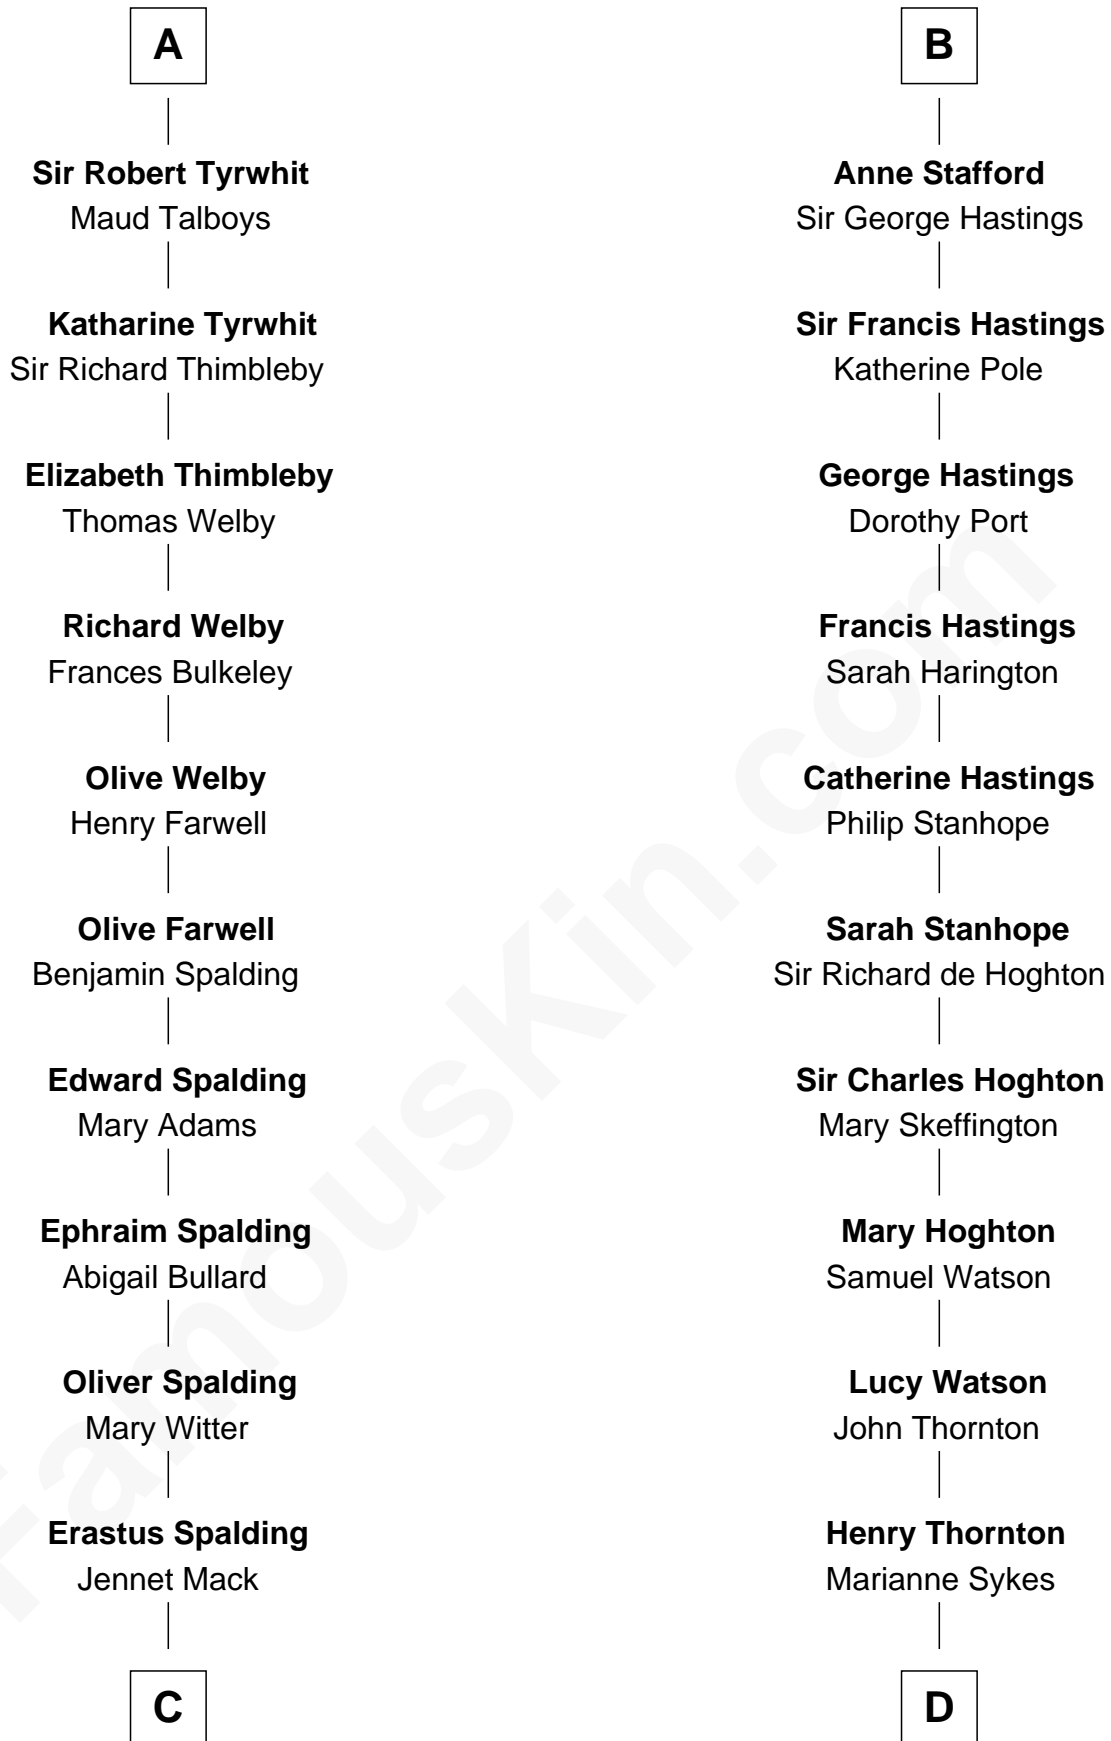 A
Sir Robert Tyrwhit
Maud Talboys
Katharine Tyrwhit
Sir Richard Thimbleby
Elizabeth Thimbleby
Thomas Welby
Richard Welby
Frances Bulkeley
Olive Welby
Henry Farwell
Olive Farwell
Benjamin Spalding
Edward Spalding
Mary Adams
Ephraim Spalding
Abigail Bullard
Oliver Spalding
Mary Witter
Erastus Spalding
Jennet Mack
C
B
Anne Stafford
Sir George Hastings
Sir Francis Hastings
Katherine Pole
George Hastings
Dorothy Port
Francis Hastings
Sarah Harington
Catherine Hastings
Philip Stanhope
Sarah Stanhope
Sir Richard de Hoghton
Sir Charles Hoghton
Mary Skeffington
Mary Hoghton
Samuel Watson
Lucy Watson
John Thornton
Henry Thornton
Marianne Sykes
D
FamousKin.com